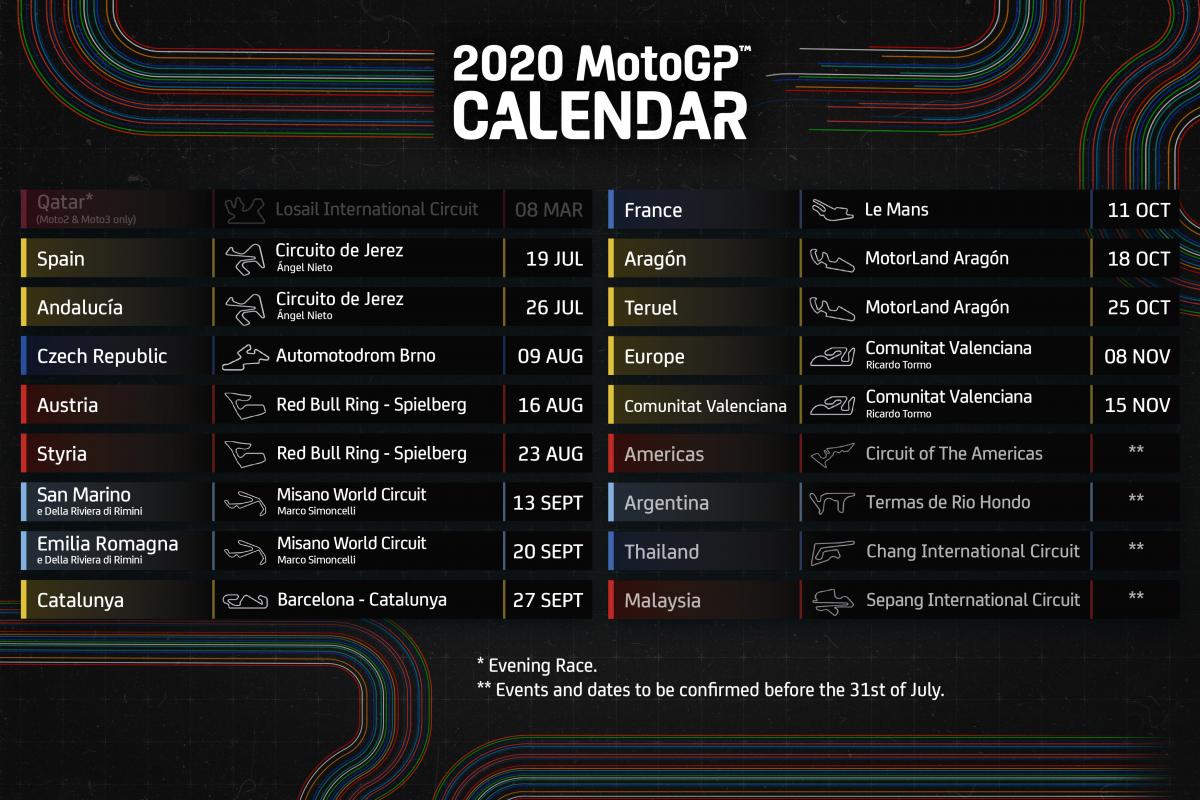 2020 MotoGP™
CALENDAR
Qatar*
(Moto2 & Moto3 only)
Losail International Circuit
08 MAR
Spain
Circuito de Jerez
Ángel Nieto
19 JUL
Andalucía
Circuito de Jerez
Ángel Nieto
26 JUL
Czech Republic
Automotodrom Brno
09 AUG
Austria
Red Bull Ring - Spielberg
16 AUG
Styria
Red Bull Ring - Spielberg
23 AUG
San Marino
e Della Riviera di Rimini
Misano World Circuit
Marco Simoncelli
13 SEPT
Emilia Romagna
e Della Riviera di Rimini
Misano World Circuit
Marco Simoncelli
20 SEPT
Catalunya
Barcelona - Catalunya
27 SEPT
France
Le Mans
11 OCT
Aragón
MotorLand Aragón
18 OCT
Teruel
MotorLand Aragón
25 OCT
Europe
Comunitat Valenciana
Ricardo Tormo
08 NOV
Comunitat Valenciana
Comunitat Valenciana
Ricardo Tormo
15 NOV
Americas
Circuit of The Americas
**
Argentina
Termas de Rio Hondo
**
Thailand
Chang International Circuit
**
Malaysia
Sepang International Circuit
**
* Evening Race.
** Events and dates to be confirmed before the 31st of July.